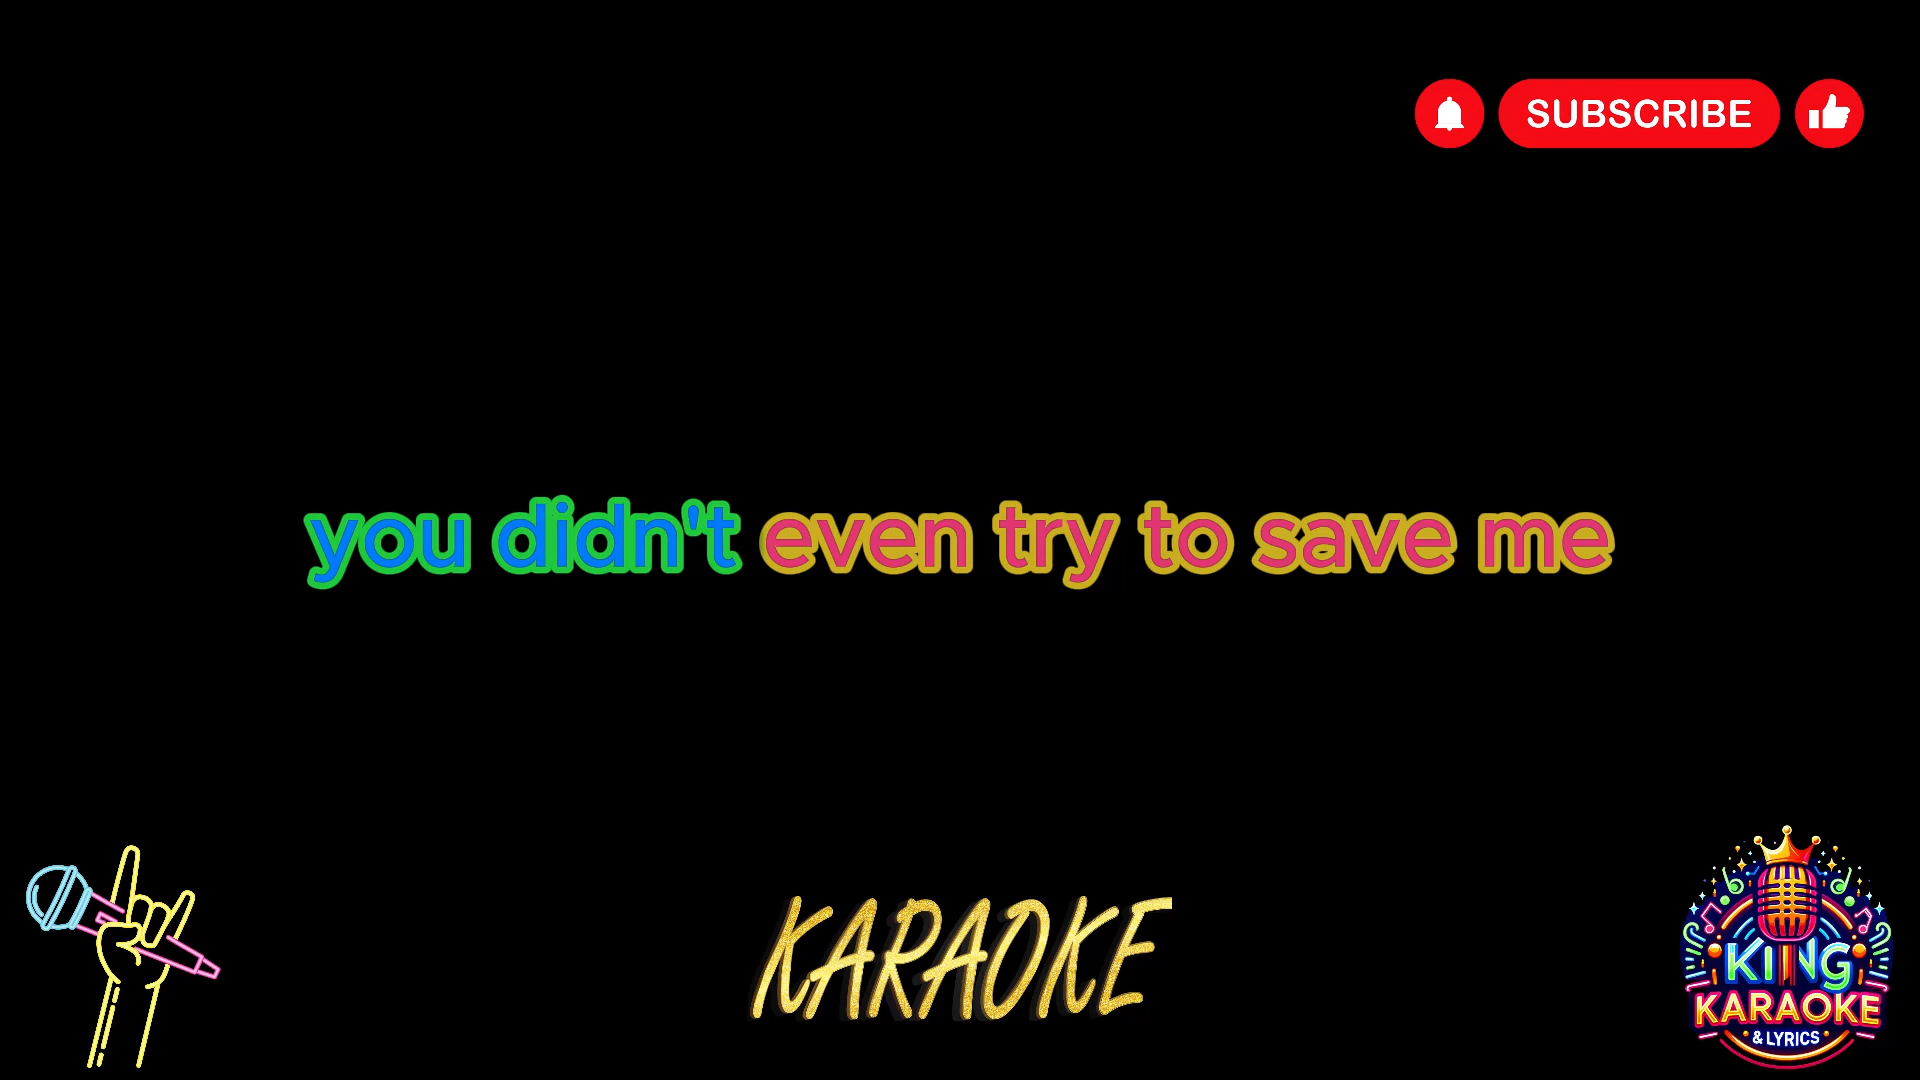 SUBSCRIBE
you didn't even try to save me
KARAOKE
KING
KARAOKE
& LYRICS